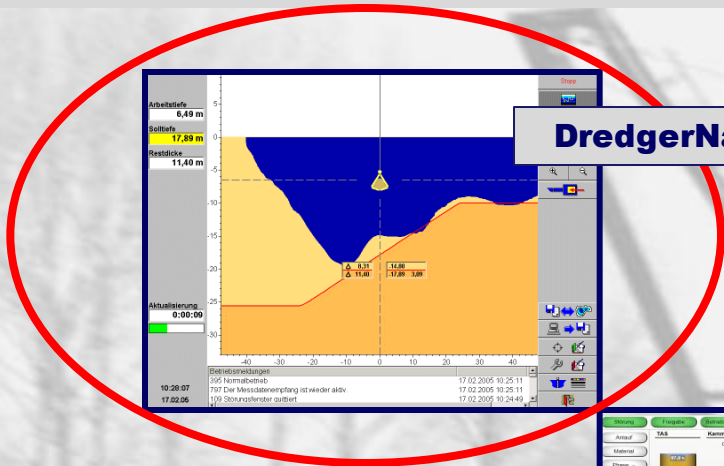 Stopp
Arbeitstiefe
6,49 m
Solltiefe
17,89 m
Restdicke
11,40 m
DredgerNa
5
0
-5
-10
-15
-20
-25
-30
Δ 8,31 -14,80
Δ 11,40 -17,89 3,09
-40 -30 -20 -10 0 10 20 30 40
Aktualisierung
0:00:09
Betriebsmeldungen
395 Normalbetrieb 17.02.2005 10:25:11
797 Der Messdatenempfang ist wieder aktiv. 17.02.2005 10:25:11
109 Störungsfenster quittiert 17.02.2005 10:24:49
10:28:07
17.02.05
Störung Freigabe
Anlauf TAS
Material
Phase